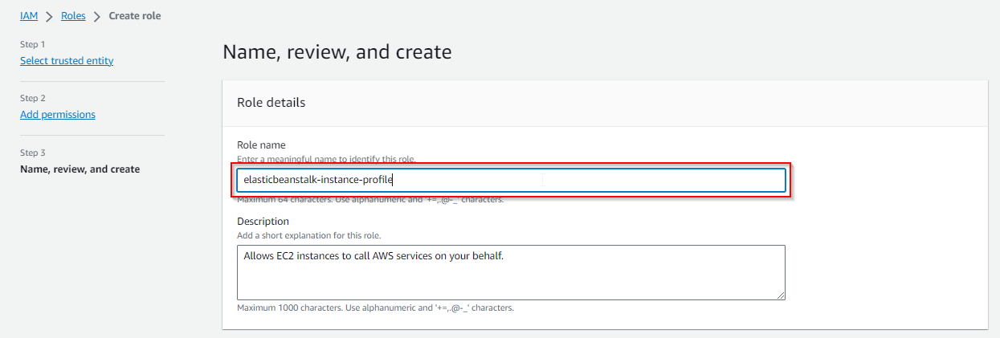 IAM > Roles > Create role
Step 1
Select trusted entity
Step 2
Add permissions
Step 3
Name, review, and create
Name, review, and create
Role details
Role name
Enter a meaningful name to identify this role.
elasticbeanstalk-instance-profile
Maximum 64 characters. Use alphanumeric and '+=,.@-_' characters.
Description
Add a short explanation for this role.
Allows EC2 instances to call AWS services on your behalf.
Maximum 1000 characters. Use alphanumeric and '+=,.@-_' characters.